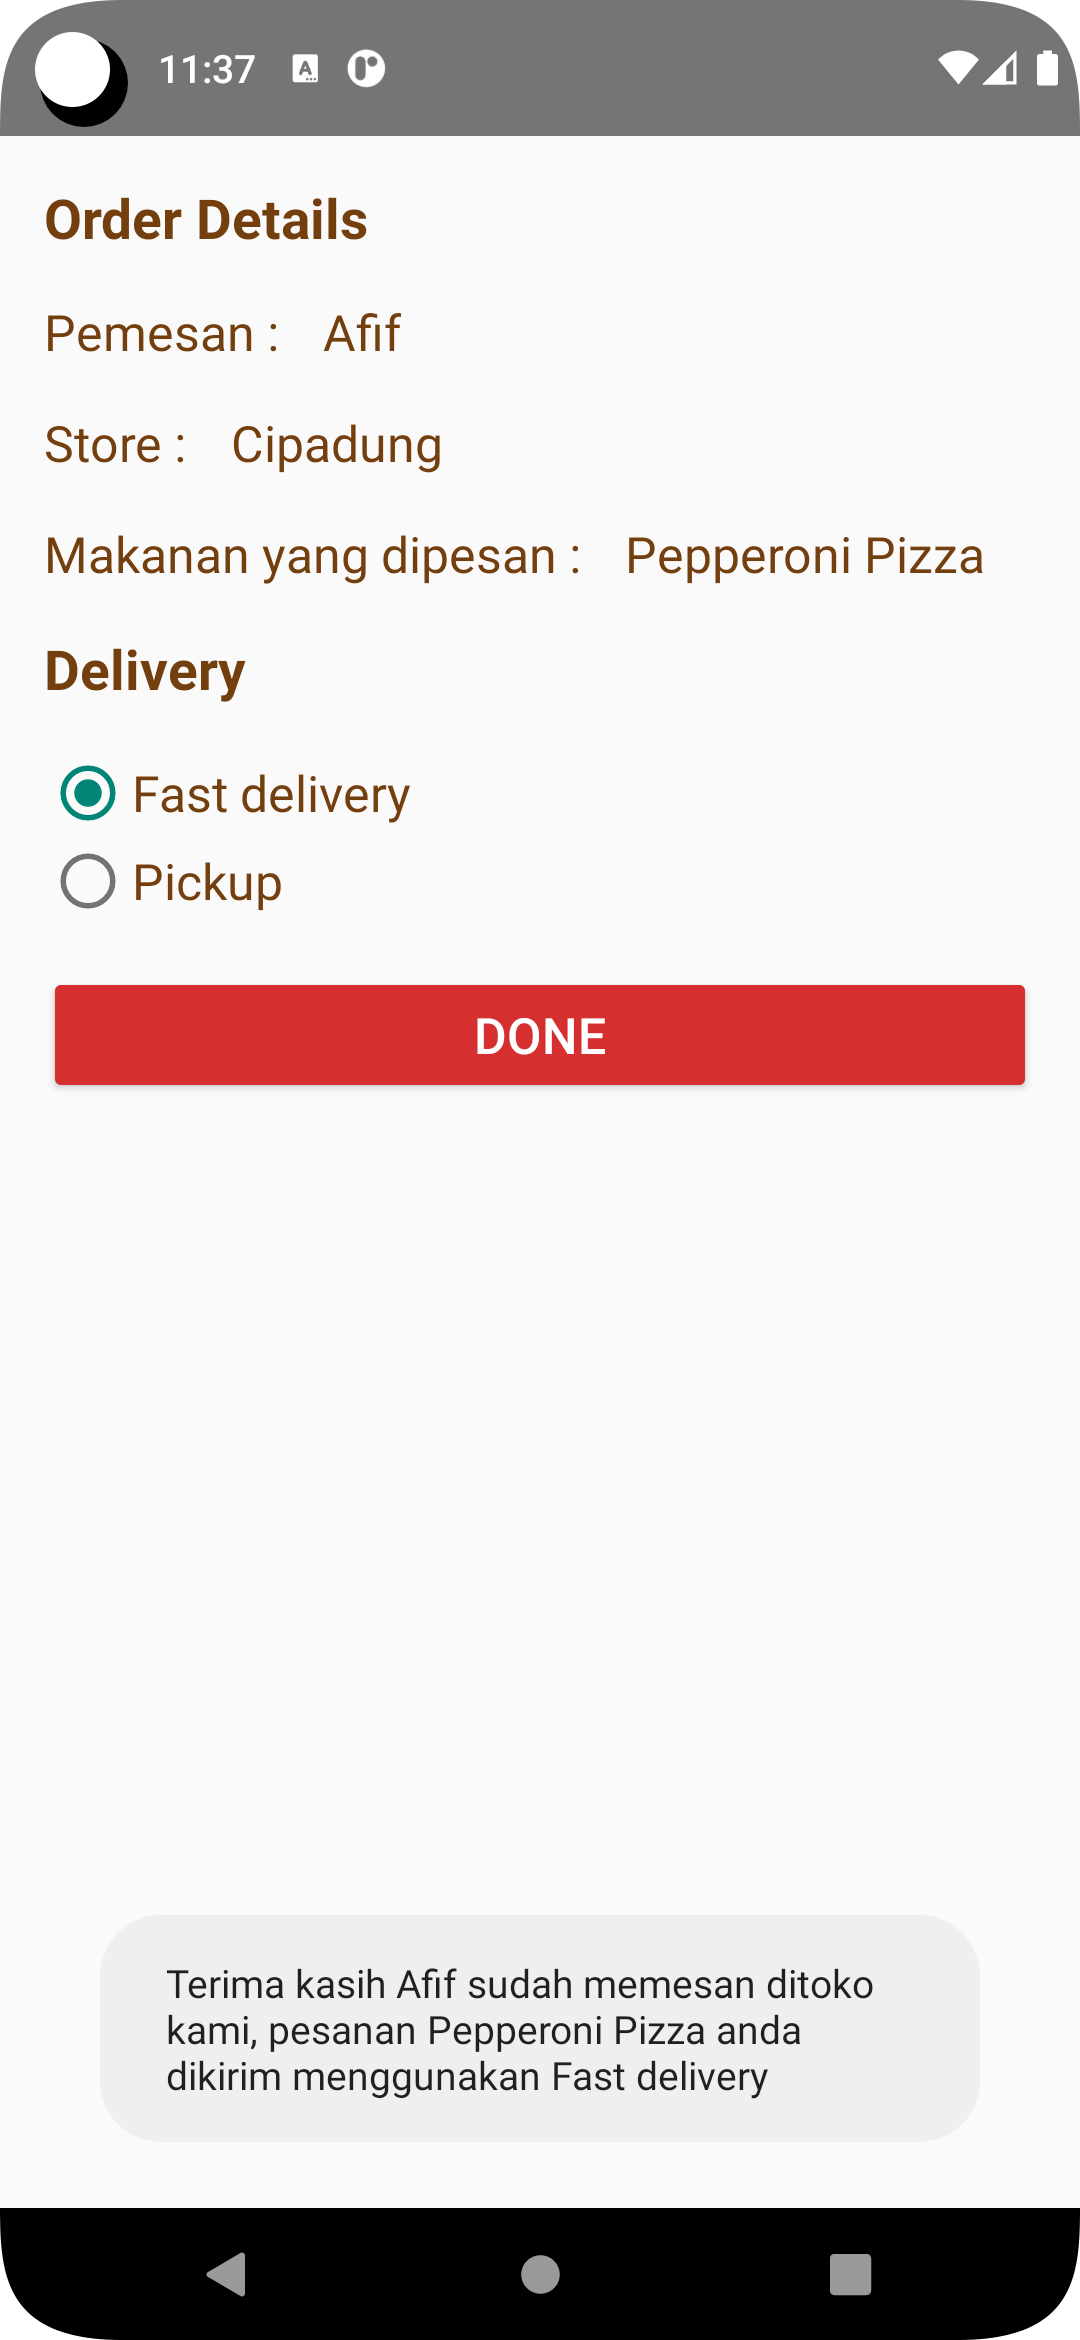 11:37
Order Details
Pemesan : Afif
Store : Cipadung
Makanan yang dipesan : Pepperoni Pizza
Delivery
Fast delivery
Pickup
DONE
Terima kasih Afif sudah memesan ditoko
kami, pesanan Pepperoni Pizza anda
dikirim menggunakan Fast delivery